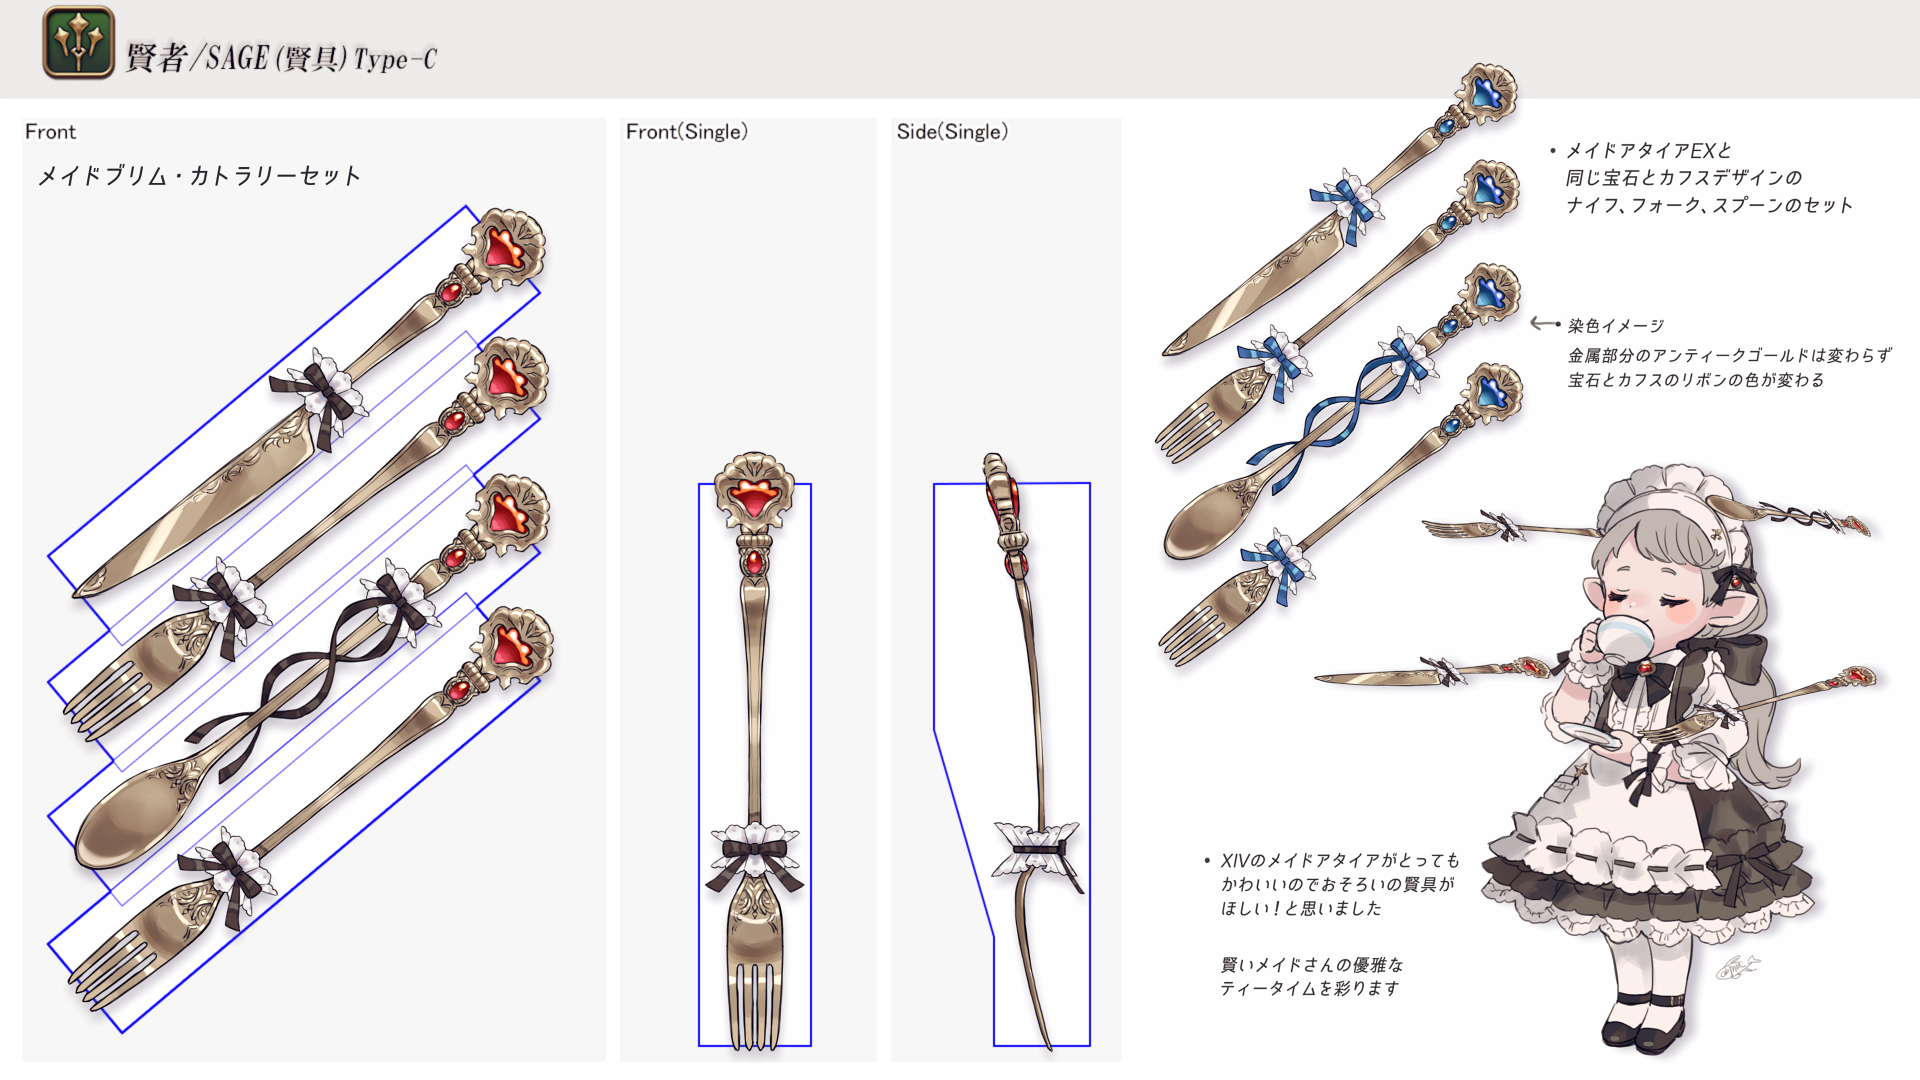 賢者/SAGE(賢具)Type-C
Front
メイドブリム・カトラリーセット
Front(Single)
Side(Single)
・メイドアタイアEXと
同じ宝石とカフスデザインの
ナイフ、フォーク、スプーンのセット
←・染色イメージ
金属部分のアンティークゴールドは変わらず
宝石とカフスのリボンの色が変わる
・XIVのメイドアタイアがとっても
かわいいのでおそろいの賢具が
ほしい!と思いました
賢いメイドさんの優雅な
ティータイムを彩ります